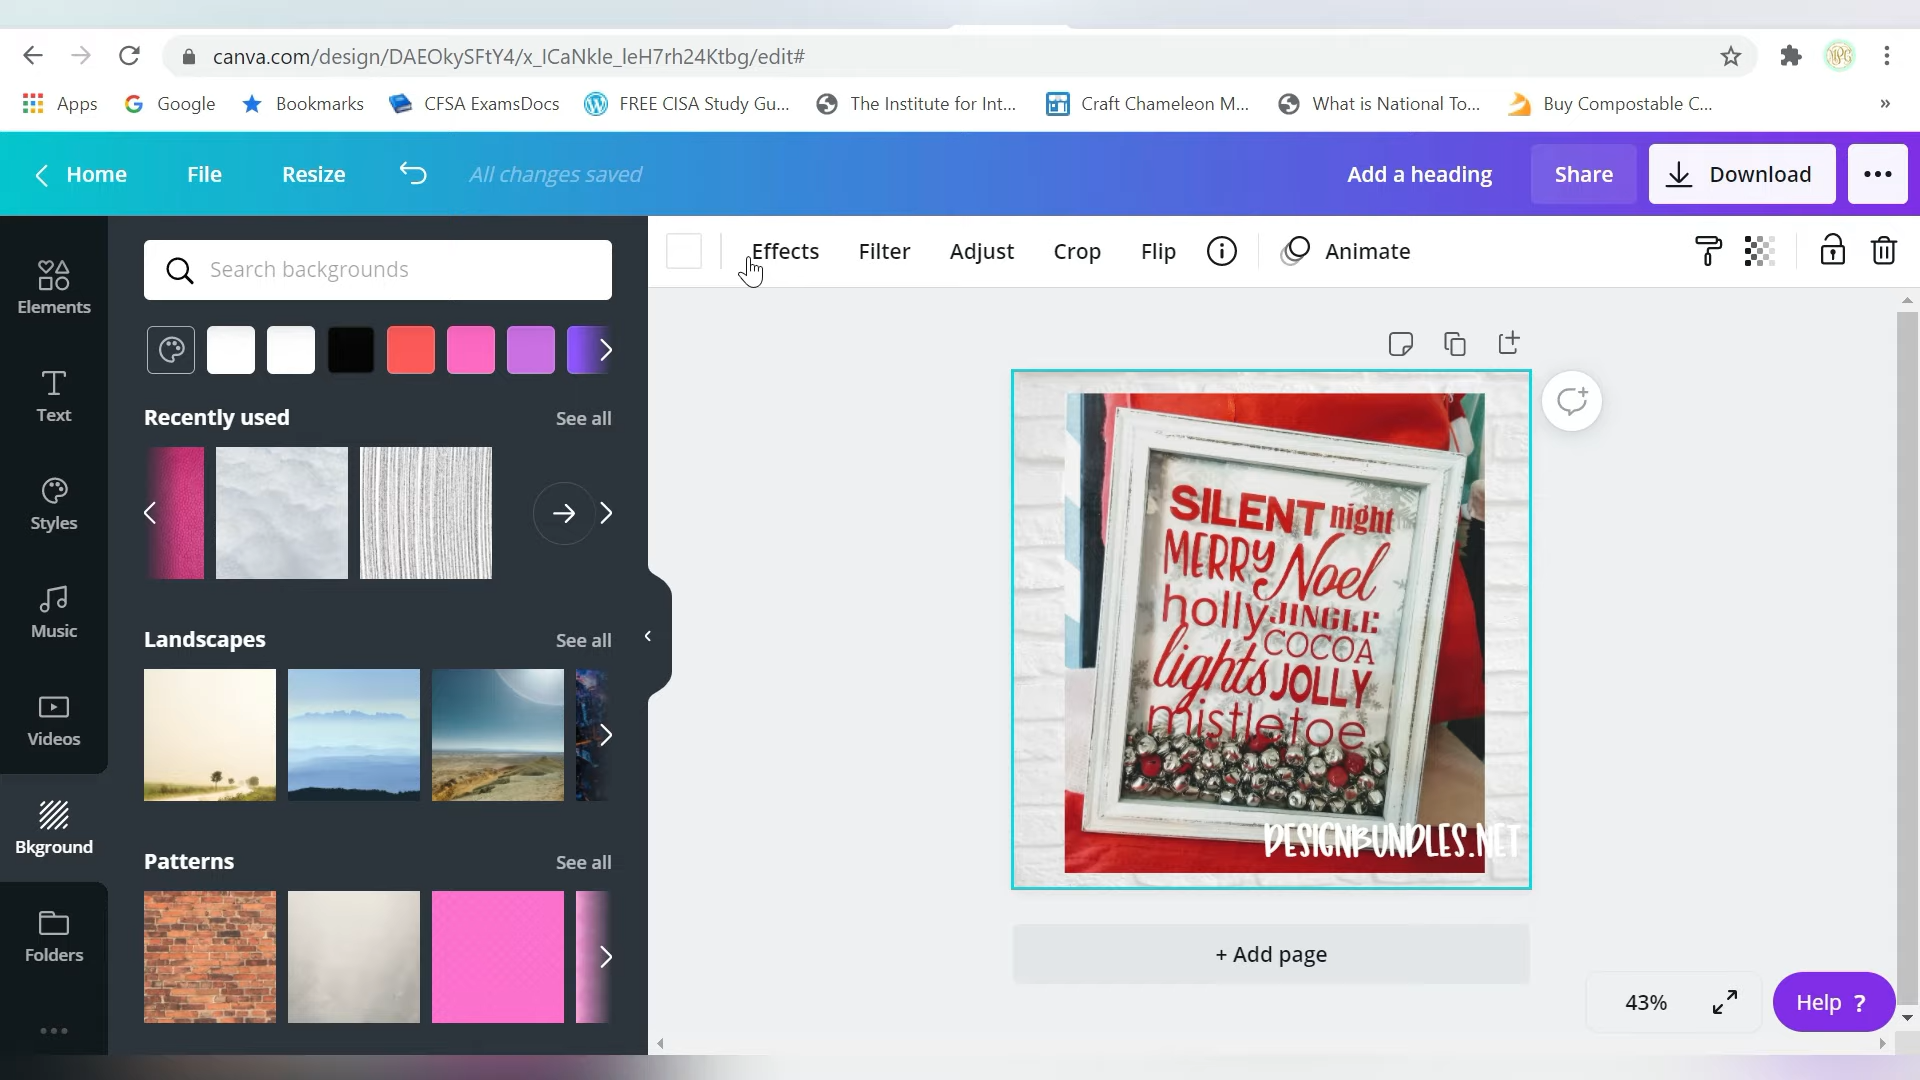 canva.com/design/DAEOkySFtY4/x_lCaNkle_leH7rh24Ktbg/edit#
Apps Google Bookmarks CFSA ExamsDocs FREE CISA Study Gu... The Institute for Int... Craft Chameleon M... What is National To... Buy Compostable C... »
Home File Resize All changes saved Add a heading Share Download
Effects Filter Adjust Crop Flip Animate
Search backgrounds
Elements
Text
Styles
Music
Videos
Bkground
Folders
Recently used See all
Landscapes See all
Patterns See all
SILENT night
MERRY Noel
holly JINGLE
COCOA
lights JOLLY
mistletoe
DESIGNBUNDLES.NET
+ Add page
43%
Help ?